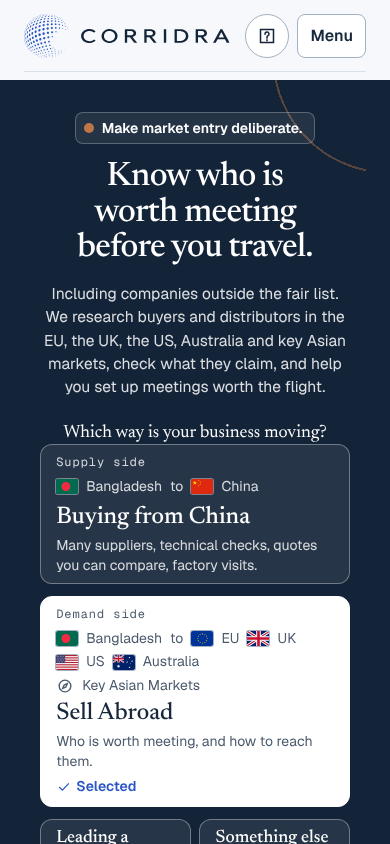 CORRIDRA
?
Menu
Make market entry deliberate.
Know who is
worth meeting
before you travel.
Including companies outside the fair list.
We research buyers and distributors in the
EU, the UK, the US, Australia and key Asian
markets, check what they claim, and help
you set up meetings worth the flight.
Which way is your business moving?
Supply side
Bangladesh to China
Buying from China
Many suppliers, technical checks, quotes
you can compare, factory visits.
Demand side
Bangladesh to EU UK
US Australia
Key Asian Markets
Sell Abroad
Who is worth meeting, and how to reach
them.
Selected
Leading a
Something else